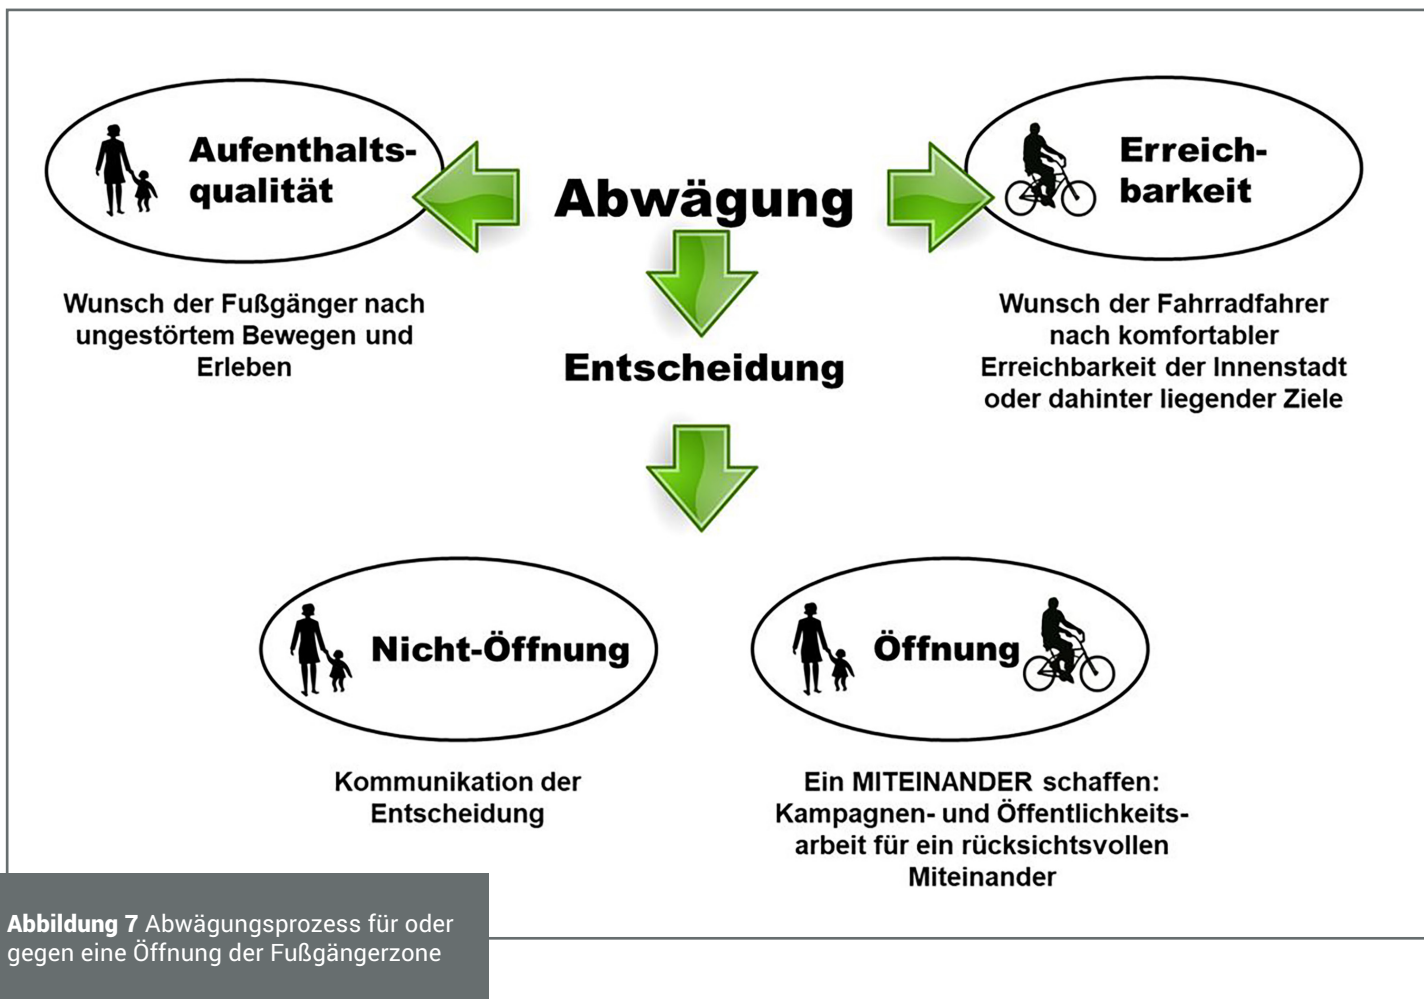 Aufenthalts-
qualität
Abwägung
Erreich-
barkeit
Wunsch der Fußgänger nach
ungestörtem Bewegen und
Erleben
Wunsch der Fahrradfahrer
nach komfortabler
Erreichbarkeit der Innenstadt
oder dahinter liegender Ziele
Entscheidung
Nicht-Öffnung
Öffnung
Kommunikation der
Entscheidung
Ein MITEINANDER schaffen:
Kampagnen- und Öffentlichkeits-
arbeit für ein rücksichtsvollen
Miteinander
Abbildung 7 Abwägungsprozess für oder
gegen eine Öffnung der Fußgängerzone